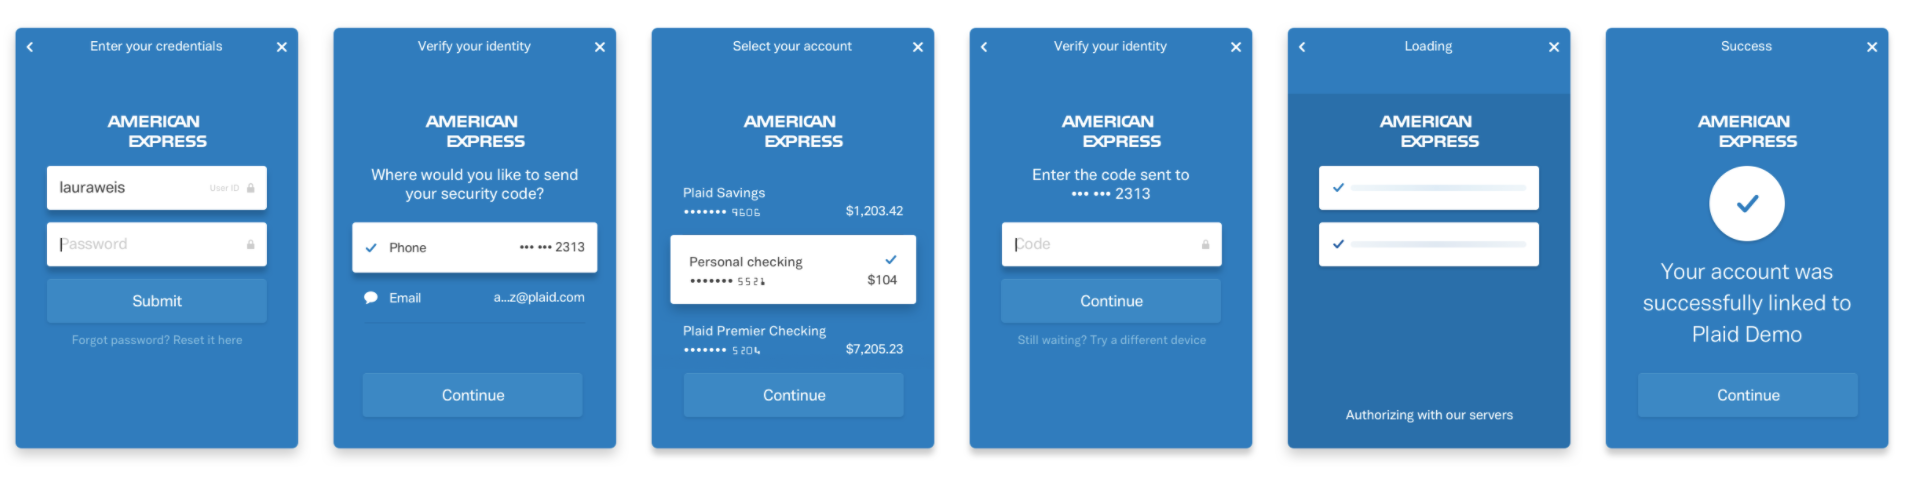 Enter your credentials
AMERICAN
EXPRESS
lauraweis User ID
Password
Submit
Forgot password? Reset it here
Verify your identity
AMERICAN
EXPRESS
Where would you like to send
your security code?
Phone ••• ••• 2313
Email a...z@plaid.com
Continue
Select your account
AMERICAN
EXPRESS
Plaid Savings
••••••• 9606 $1,203.42
Personal checking
••••••• 5521 $104
Plaid Premier Checking
••••••• 5204 $7,205.23
Continue
Verify your identity
AMERICAN
EXPRESS
Enter the code sent to
••• ••• 2313
Code
Continue
Still waiting? Try a different device
Loading
AMERICAN
EXPRESS
Authorizing with our servers
Success
AMERICAN
EXPRESS
Your account was
successfully linked to
Plaid Demo
Continue